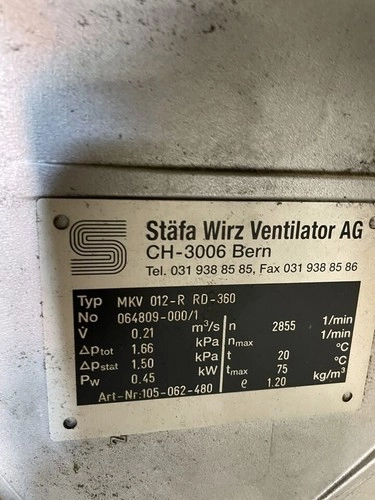 Stäfa Wirz Ventilator AG
CH-3006 Bern
Tel. 031 938 85 85, Fax 031 938 85 86
Typ MKV 012-R RD-360
No 064809-000/1
V̇ 0.21 m³/s n 2855 1/min
Δptot 1.66 kPa nmax 1/min
Δpstat 1.50 kPa t 20 °C
Pw 0.45 kW tmax 75 °C
Art-Nr:105-062-480 ϱ 1.20 kg/m³